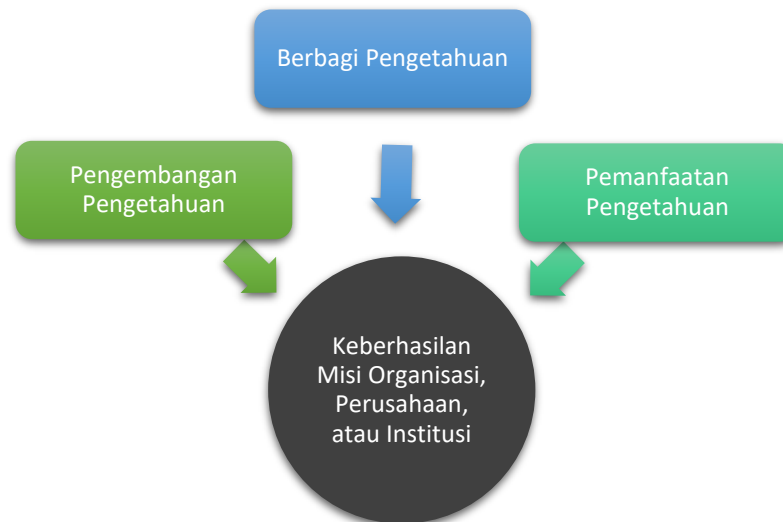 Berbagi Pengetahuan
Pengembangan
Pengetahuan
Pemanfaatan
Pengetahuan
Keberhasilan
Misi Organisasi,
Perusahaan,
atau Institusi